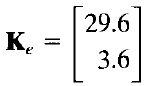 K_e = [29.6
3.6]